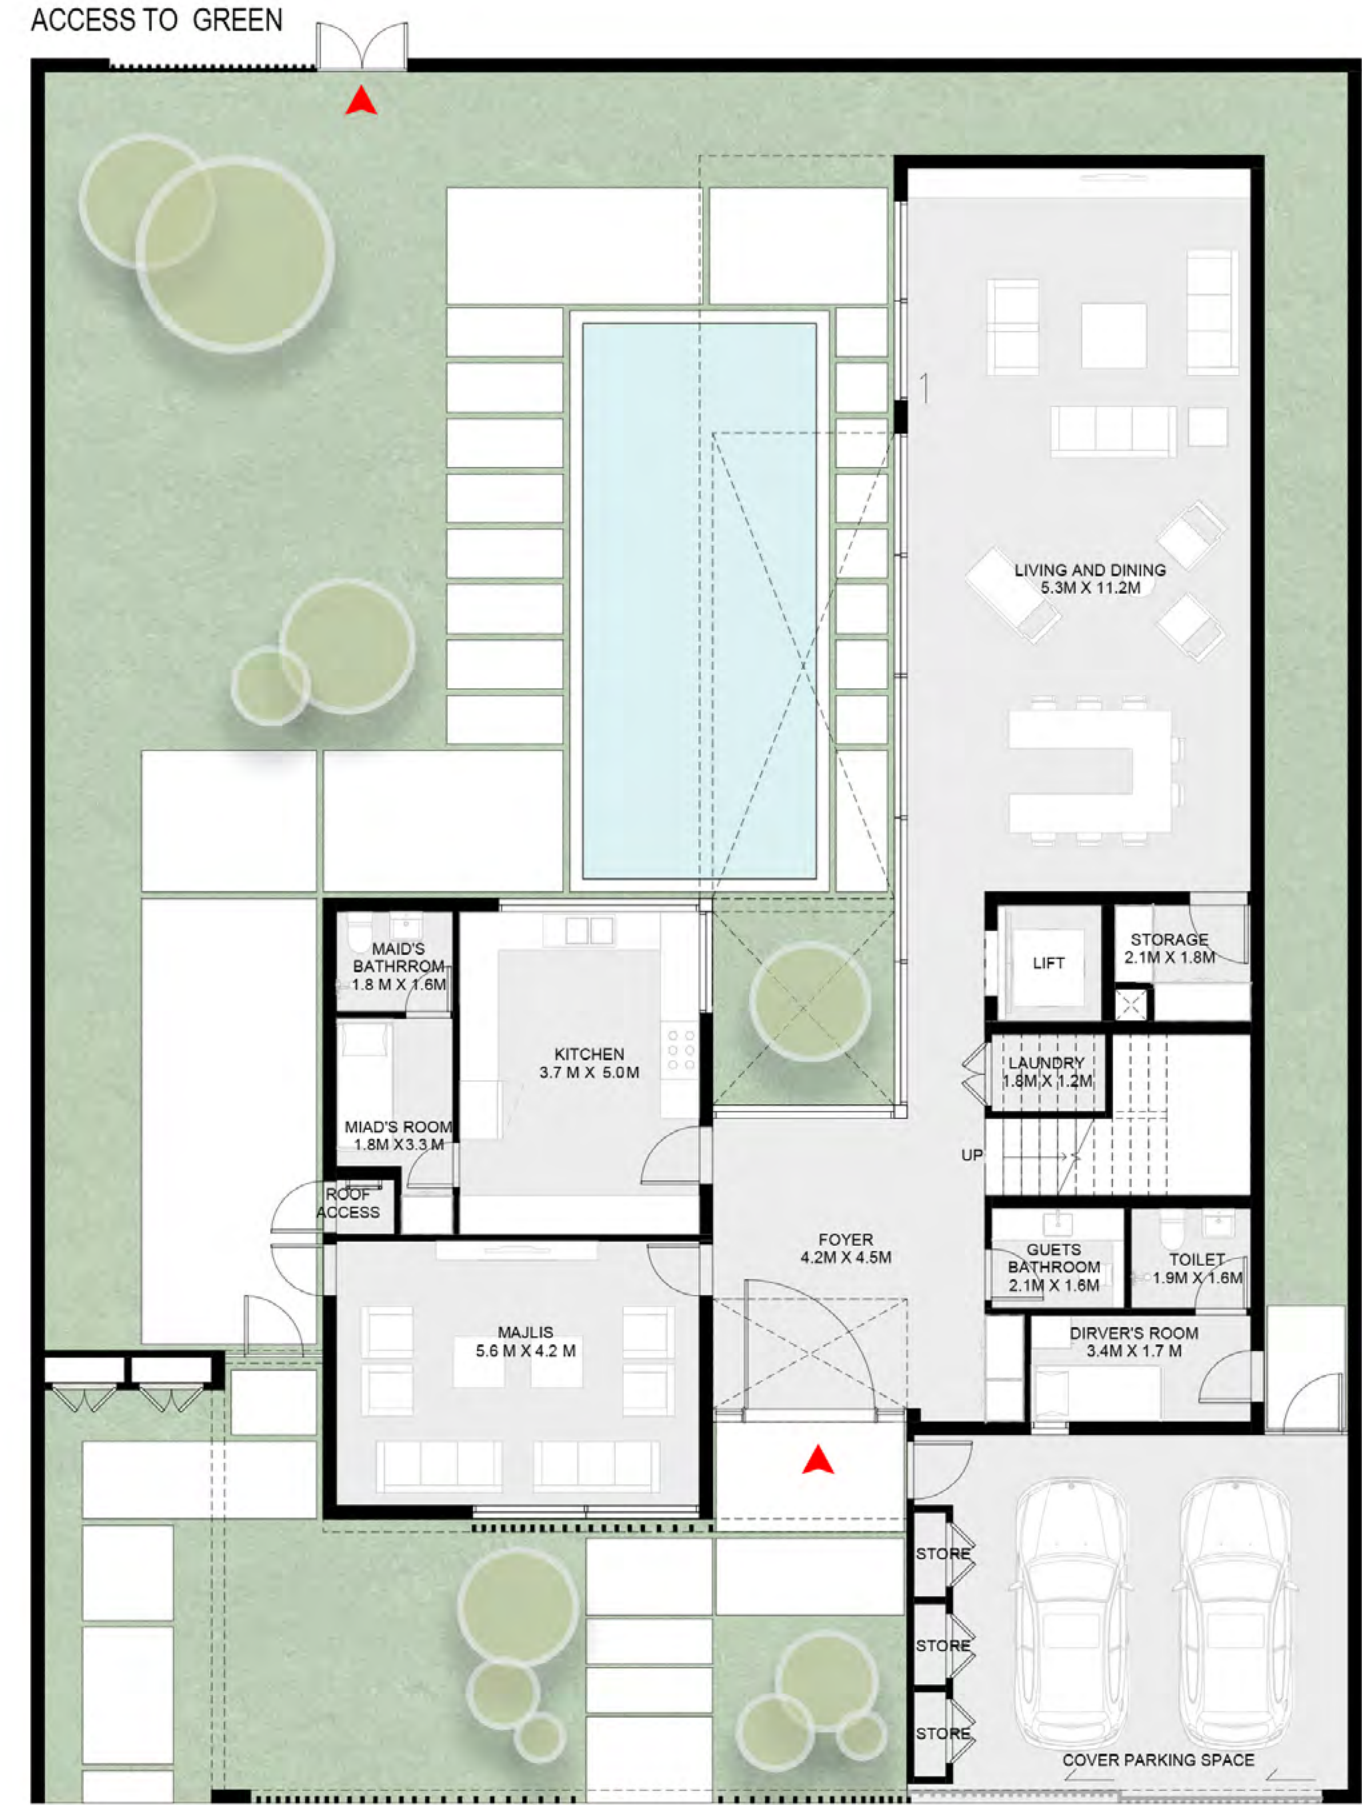 ACCESS TO GREEN
1
LIVING AND DINING
5.3M X 11.2M
MAID'S
BATHRROM
1.8 M X 1.6M
STORAGE
2.1M X 1.8M
LIFT
KITCHEN
3.7 M X 5.0M
LAUNDRY
1.8M X 1.2M
MIAD'S ROOM
1.8M X3.3 M
UP
ROOF
ACCESS
FOYER
4.2M X 4.5M
GUETS
BATHROOM
2.1M X 1.6M
TOILET
1.9M X 1.6M
MAJLIS
5.6 M X 4.2 M
DIRVER'S ROOM
3.4M X 1.7 M
STORE
STORE
STORE
COVER PARKING SPACE